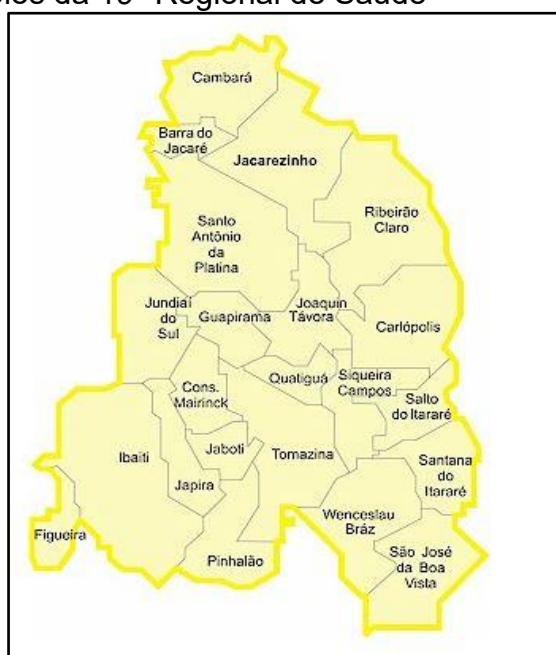 Cambará
Barra do
Jacaré
Jacarezinho
Ribeirão
Claro
Santo
Antônio
da
Platina
Jundiaí
do
Sul
Guapirama
Joaquin
Távora
Carlópolis
Quatiguá
Siqueira
Campos
Cons.
Mairinck
Salto
do Itararé
Jaboti
Tomazina
Ibaiti
Japira
Santana
do
Itararé
Wenceslau
Bráz
Figueira
Pinhalão
São José
da Boa
Vista